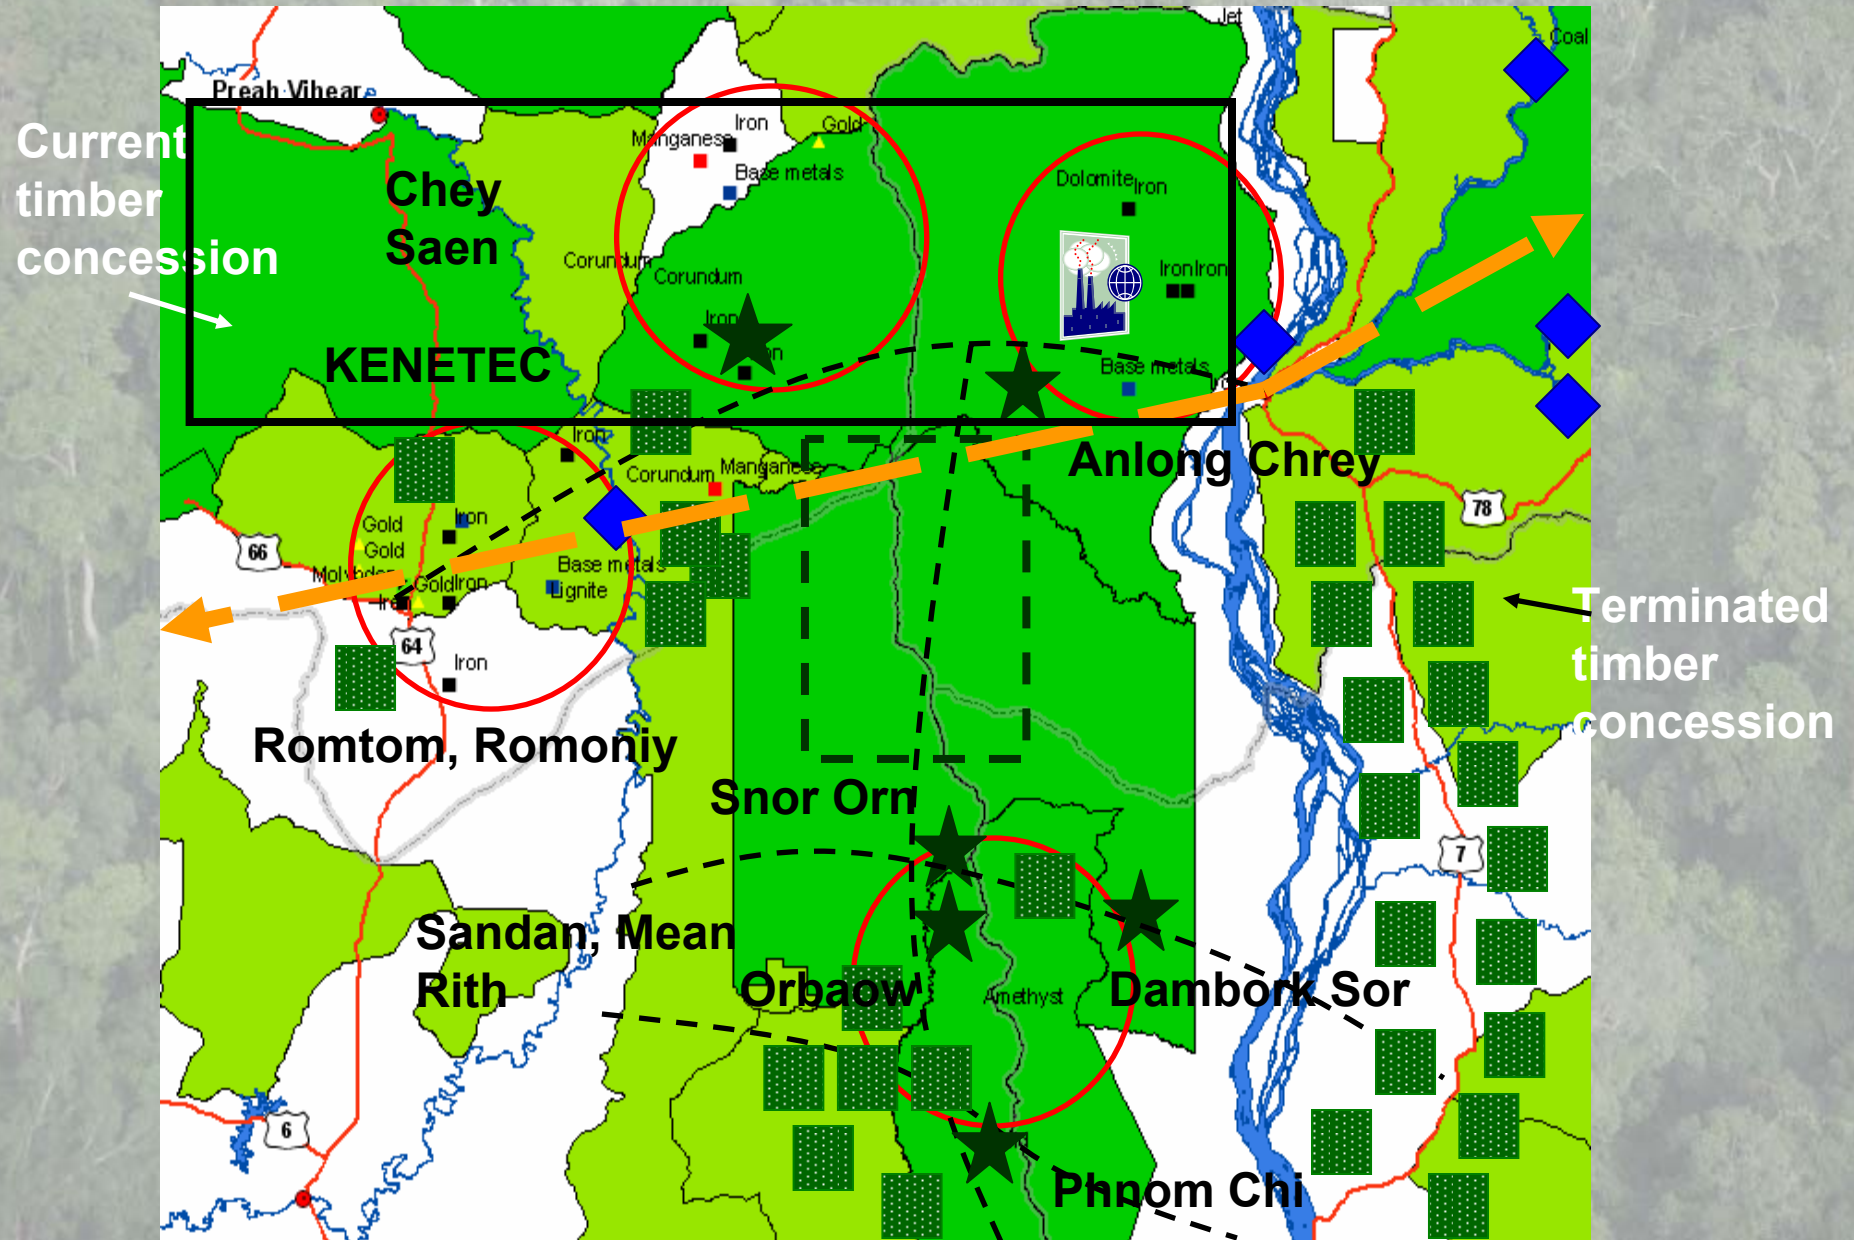 Jet
Coal
Preah Vihear
Current
timber
concession
Iron
Gold
Manganese
Base metals
Chey
Saen
Dolomite
Iron
Corundum
Corundum
Iron Iron
Iron
KENETEC
Base metals
Iron
Corundum
Manganese
Anlong Chrey
78
Gold
Iron
Gold
66
Base metals
Gold
Iron
Lignite
Iron
Terminated
timber
concession
64
Iron
Romtom, Romoniy
Snor Orn
7
Sandan, Mean
Rith
Orbaow
Amethyst
Dambork Sor
6
Phnom Chi